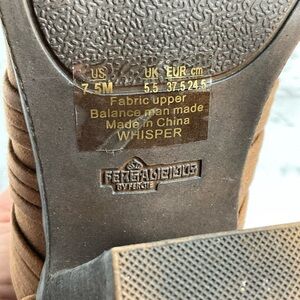 US UK EUR cm
7.5M 5.5 37.5 24.5
Fabric upper
Balance man made
Made in China
WHISPER
FERGALICIOUS
BY FERGIE